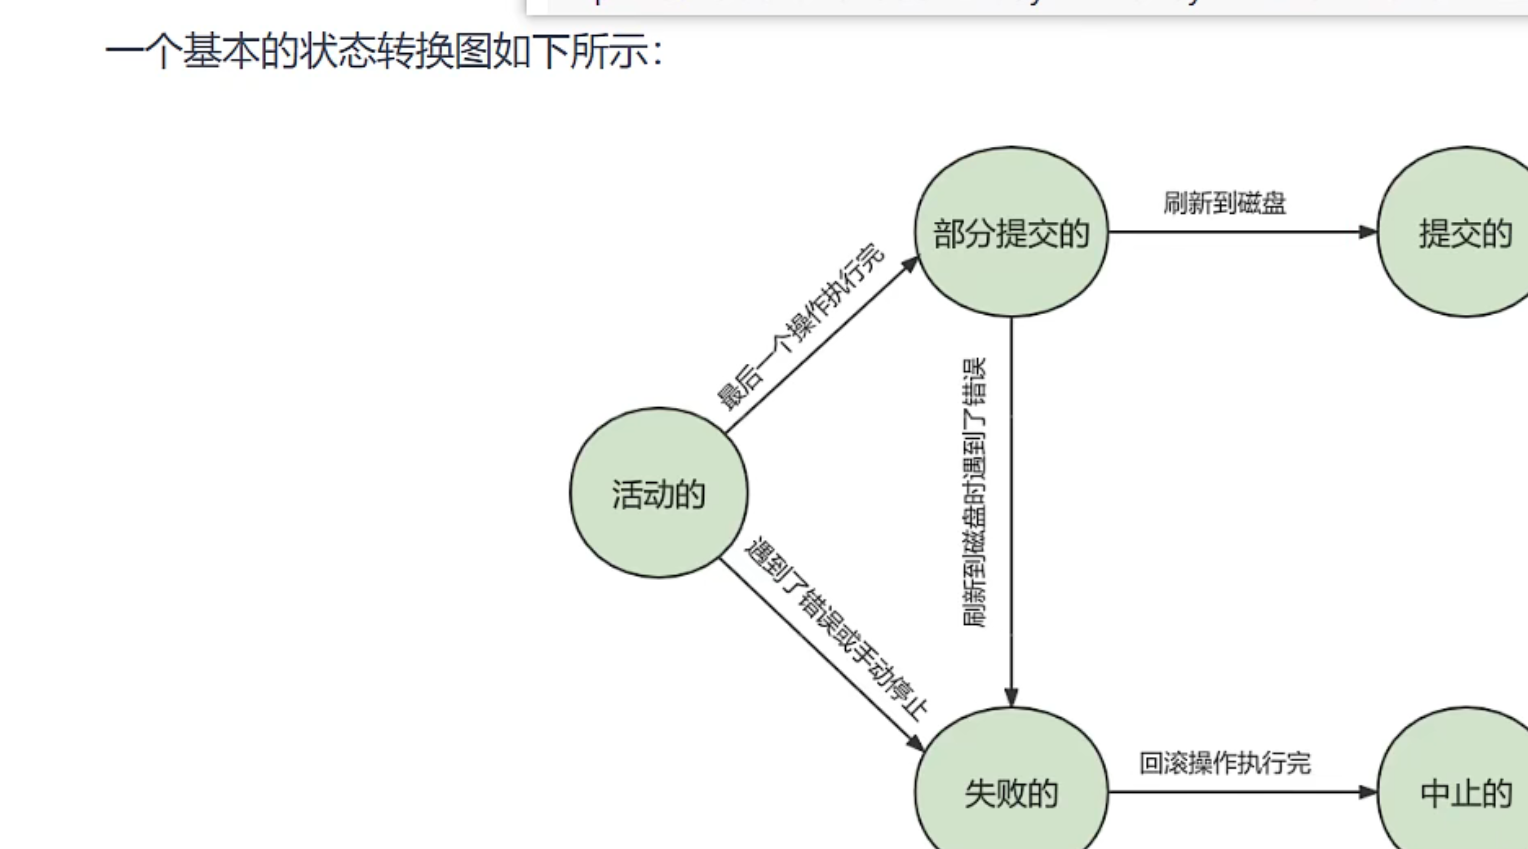 一个基本的状态转换图如下所示：
部分提交的
刷新到磁盘
提交的
最后一个操作执行完
刷新到磁盘时遇到了错误
活动的
遇到了错误或手动停止
失败的
回滚操作执行完
中止的